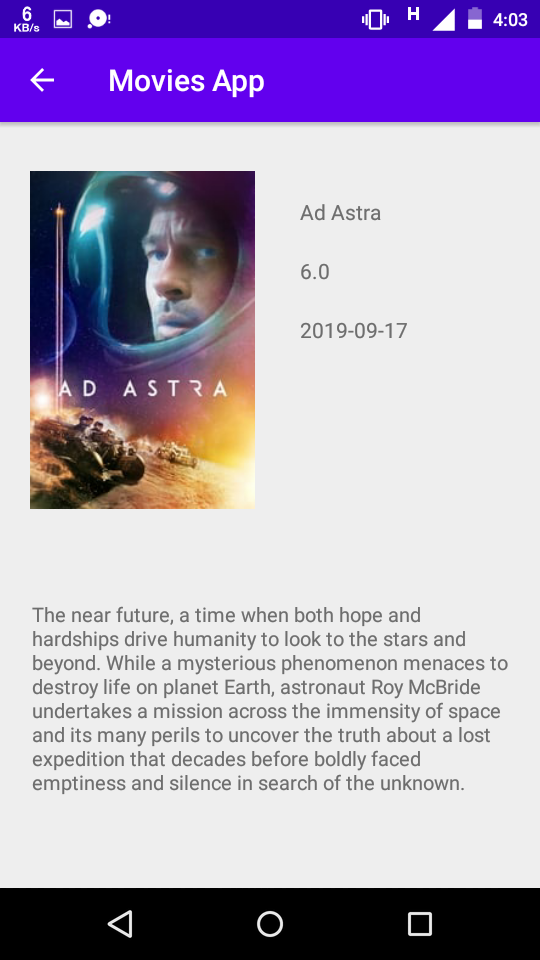 6
KB/s
H
4:03
Movies App
Ad Astra
6.0
2019-09-17
AD ASTRA
The near future, a time when both hope and
hardships drive humanity to look to the stars and
beyond. While a mysterious phenomenon menaces to
destroy life on planet Earth, astronaut Roy McBride
undertakes a mission across the immensity of space
and its many perils to uncover the truth about a lost
expedition that decades before boldly faced
emptiness and silence in search of the unknown.